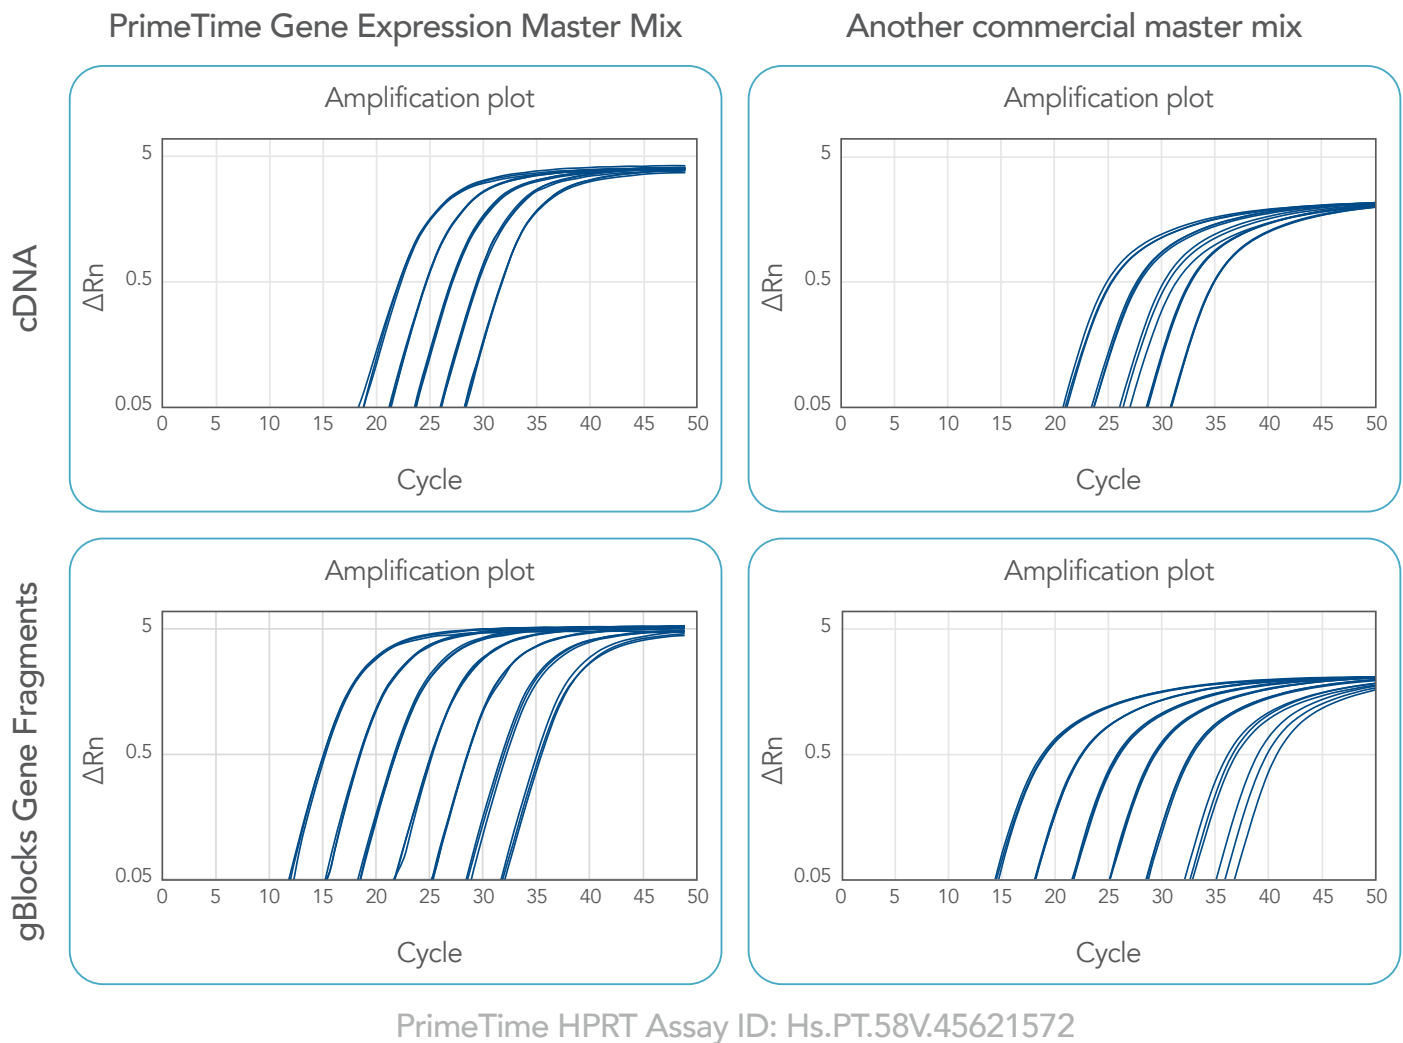 PrimeTime Gene Expression Master Mix
Another commercial master mix
cDNA
Amplification plot
5
0.5
0.05
ΔRn
0 5 10 15 20 25 30 35 40 45 50
Cycle
Amplification plot
5
0.5
0.05
ΔRn
0 5 10 15 20 25 30 35 40 45 50
Cycle
gBlocks Gene Fragments
Amplification plot
5
0.5
0.05
ΔRn
0 5 10 15 20 25 30 35 40 45 50
Cycle
Amplification plot
5
0.5
0.05
ΔRn
0 5 10 15 20 25 30 35 40 45 50
Cycle
PrimeTime HPRT Assay ID: Hs.PT.58V.45621572